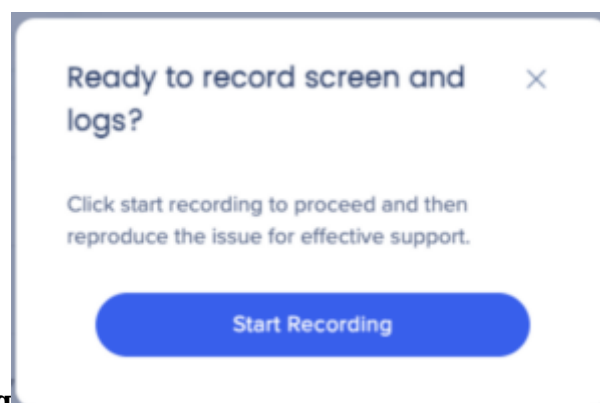 Ready to record screen and
logs?
Click start recording to proceed and then
reproduce the issue for effective support.
Start Recording